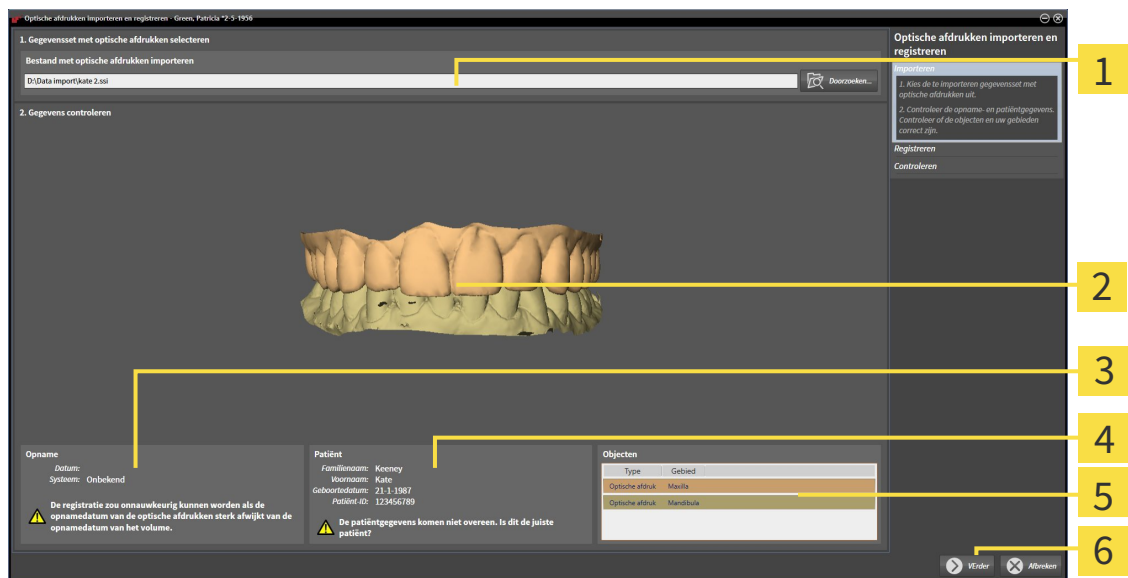 Optische afdrukken importeren en registreren - Green, Patricia *2-5-1956
1. Gegevensset met optische afdrukken selecteren
Bestand met optische afdrukken importeren
D:\Data import\kate 2.ssi
Doorzoeken...
2. Gegevens controleren
Opname
Datum:
Systeem: Onbekend
De registratie zou onnauwkeurig kunnen worden als de
opnamedatum van de optische afdrukken sterk afwijkt van de
opnamedatum van het volume.
Patiënt
Familienaam: Keeney
Voornaam: Kate
Geboortedatum: 21-1-1987
Patiënt-ID: 123456789
De patiëntgegevens komen niet overeen. Is dit de juiste
patiënt?
Objecten
Type Gebied
Optische afdruk Maxilla
Optische afdruk Mandibula
Optische afdrukken importeren en
registreren
Importeren
1. Kies de te importeren gegevensset met
optische afdrukken uit.
2. Controleer de opname- en patiëntgegevens.
Controleer of de objecten en uw gebieden
correct zijn.
Registreren
Controleren
VErder
Afbreken
1
2
3
4
5
6